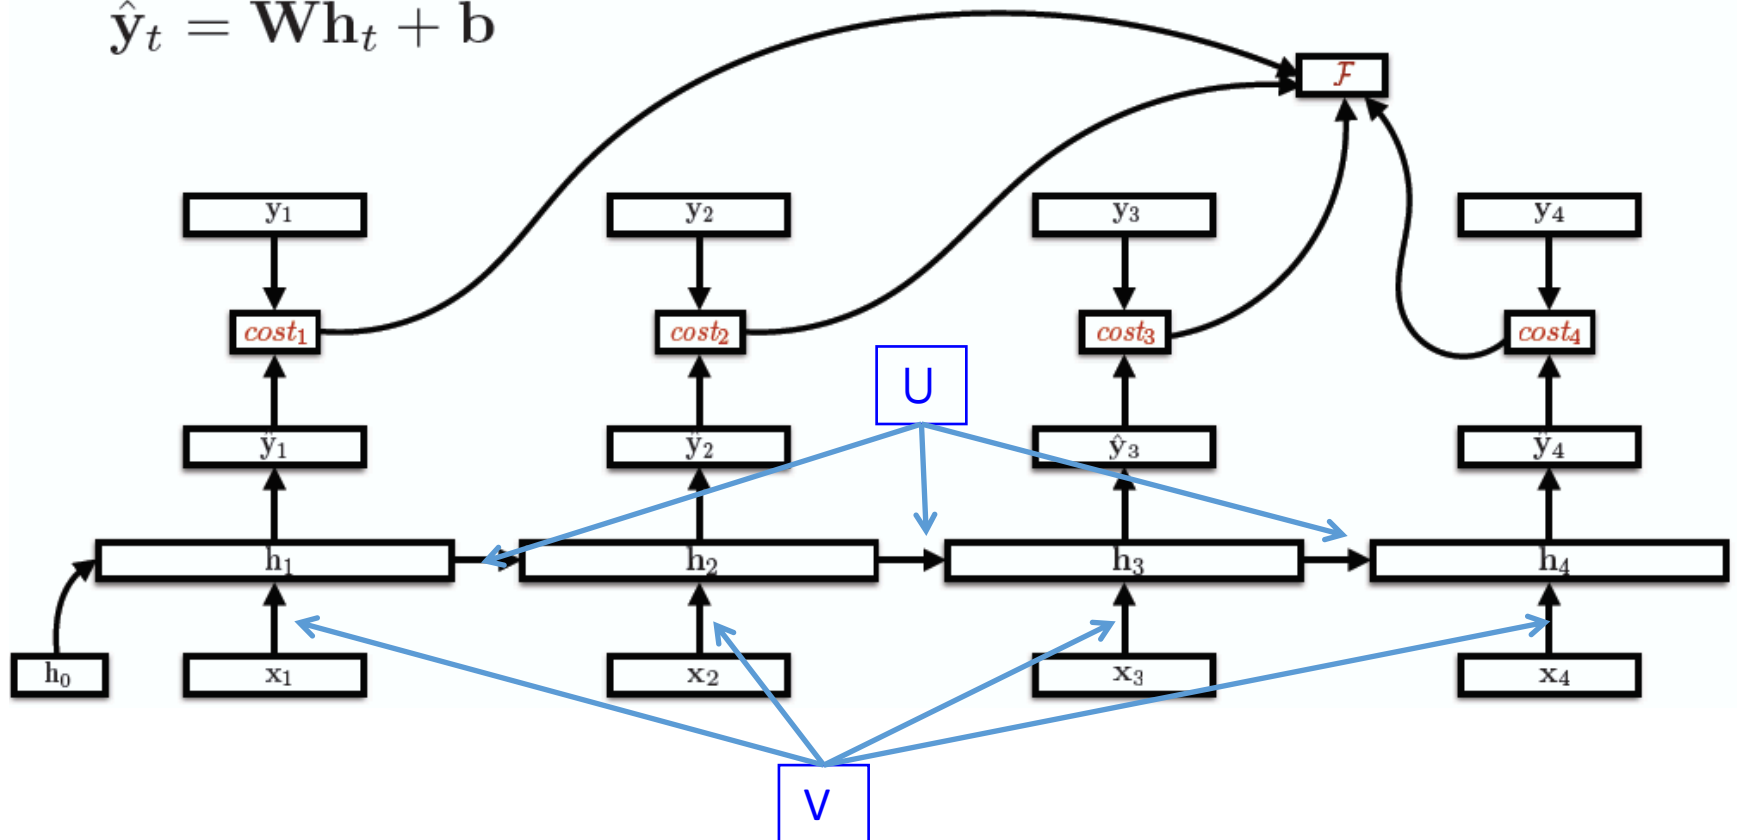 ŷₜ = Whₜ + b
F
y₁ y₂ y₃ y₄
cost₁ cost₂ cost₃ cost₄
U
ŷ₁ ŷ₂ ŷ₃ ŷ₄
h₁ h₂ h₃ h₄
h₀ x₁ x₂ x₃ x₄
V